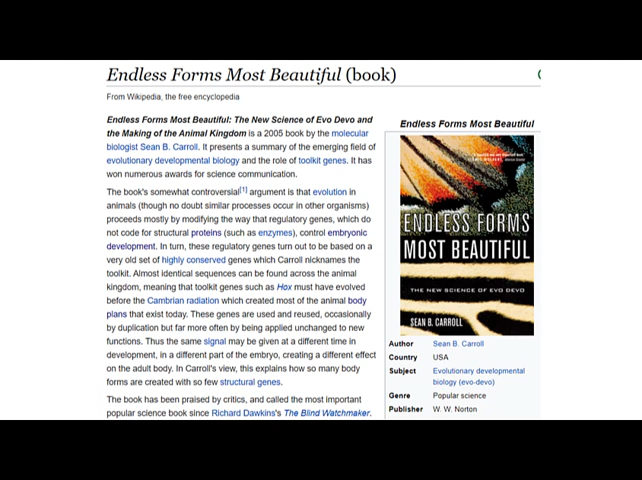 Endless Forms Most Beautiful (book)
From Wikipedia, the free encyclopedia
Endless Forms Most Beautiful: The New Science of Evo Devo and
the Making of the Animal Kingdom is a 2005 book by the molecular
biologist Sean B. Carroll. It presents a summary of the emerging field of
evolutionary developmental biology and the role of toolkit genes. It has
won numerous awards for science communication.
The book's somewhat controversial[1] argument is that evolution in
animals (though no doubt similar processes occur in other organisms)
proceeds mostly by modifying the way that regulatory genes, which do
not code for structural proteins (such as enzymes), control embryonic
development. In turn, these regulatory genes turn out to be based on a
very old set of highly conserved genes which Carroll nicknames the
toolkit. Almost identical sequences can be found across the animal
kingdom, meaning that toolkit genes such as Hox must have evolved
before the Cambrian radiation which created most of the animal body
plans that exist today. These genes are used and reused, occasionally
by duplication but far more often by being applied unchanged to new
functions. Thus the same signal may be given at a different time in
development, in a different part of the embryo, creating a different effect
on the adult body. In Carroll's view, this explains how so many body
forms are created with so few structural genes.
The book has been praised by critics, and called the most important
popular science book since Richard Dawkins's The Blind Watchmaker.
Endless Forms Most Beautiful
ENDLESS FORMS
MOST BEAUTIFUL
THE NEW SCIENCE OF EVO DEVO
SEAN B. CARROLL
Author Sean B. Carroll
Country USA
Subject Evolutionary developmental
biology (evo-devo)
Genre Popular science
Publisher W. W. Norton